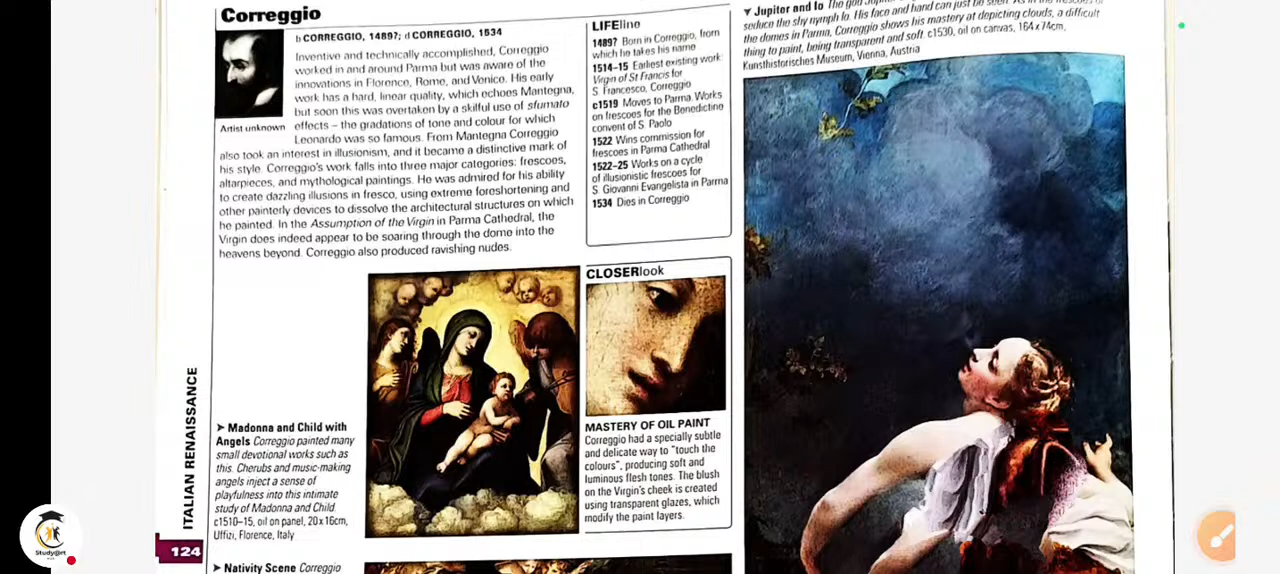 Correggio
b CORREGGIO, 1489?; d CORREGGIO, 1534
Inventive and technically accomplished, Correggio
worked in and around Parma but was aware of the
innovations in Florence, Rome, and Venice. His early
work has a hard, linear quality, which echoes Mantegna,
but soon this was overtaken by a skilful use of sfumato
effects – the gradations of tone and colour for which
Leonardo was so famous. From Mantegna Correggio
also took an interest in illusionism, and it became a distinctive mark of
his style. Correggio's work falls into three major categories: frescoes,
altarpieces, and mythological paintings. He was admired for his ability
to create dazzling illusions in fresco, using extreme foreshortening and
other painterly devices to dissolve the architectural structures on which
he painted. In the Assumption of the Virgin in Parma Cathedral, the
Virgin does indeed appear to be soaring through the dome into the
heavens beyond. Correggio also produced ravishing nudes.
Artist unknown
LIFEline
1489? Born in Correggio, from
which he takes his name
1514–15 Earliest existing work:
Virgin of St Francis for
S. Francesco, Correggio
c1519 Moves to Parma. Works
on frescoes for the Benedictine
convent of S. Paolo
1522 Wins commission for
frescoes in Parma Cathedral
1522–25 Works on a cycle
of illusionistic frescoes for
S. Giovanni Evangelista in Parma
1534 Dies in Correggio
CLOSERlook
MASTERY OF OIL PAINT
Correggio had a specially subtle
and delicate way to "touch the
colours", producing soft and
luminous flesh tones. The blush
on the Virgin's cheek is created
using transparent glazes, which
modify the paint layers.
➤ Madonna and Child with
Angels Correggio painted many
small devotional works such as
this. Cherubs and music-making
angels inject a sense of
playfulness into this intimate
study of Madonna and Child.
c1510–15, oil on panel, 20x16cm,
Uffizi, Florence, Italy
➤ Nativity Scene Correggio
▼ Jupiter and Io The god
seduce the shy nymph Io. His face and hand can just be seen. As in the frescoes of
the domes in Parma, Correggio shows his mastery at depicting clouds, a difficult
thing to paint, being transparent and soft. c1530, oil on canvas, 164x74cm,
Kunsthistorisches Museum, Vienna, Austria
ITALIAN RENAISSANCE
124
Study@rt